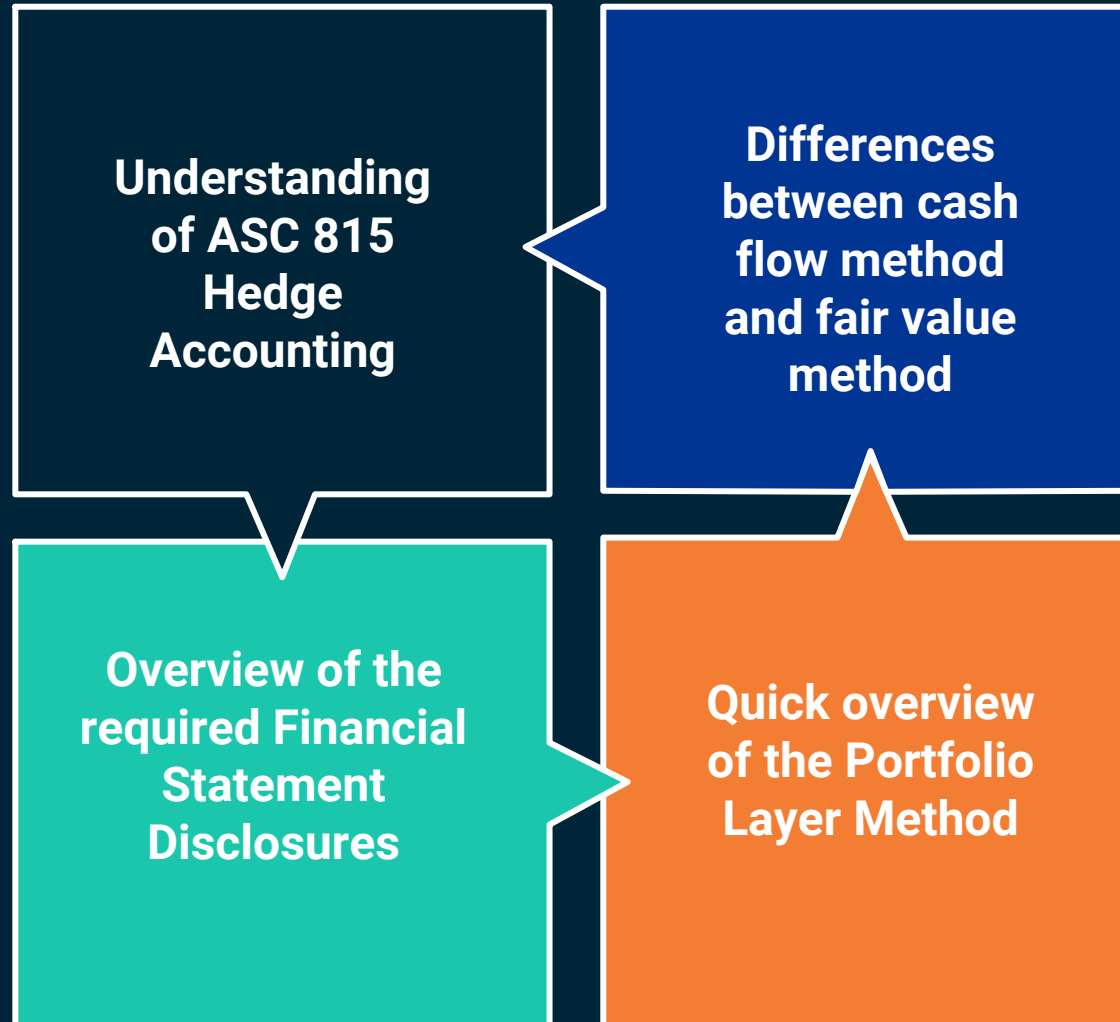 Understanding
of ASC 815
Hedge
Accounting
Differences
between cash
flow method
and fair value
method
Overview of the
required Financial
Statement
Disclosures
Quick overview
of the Portfolio
Layer Method